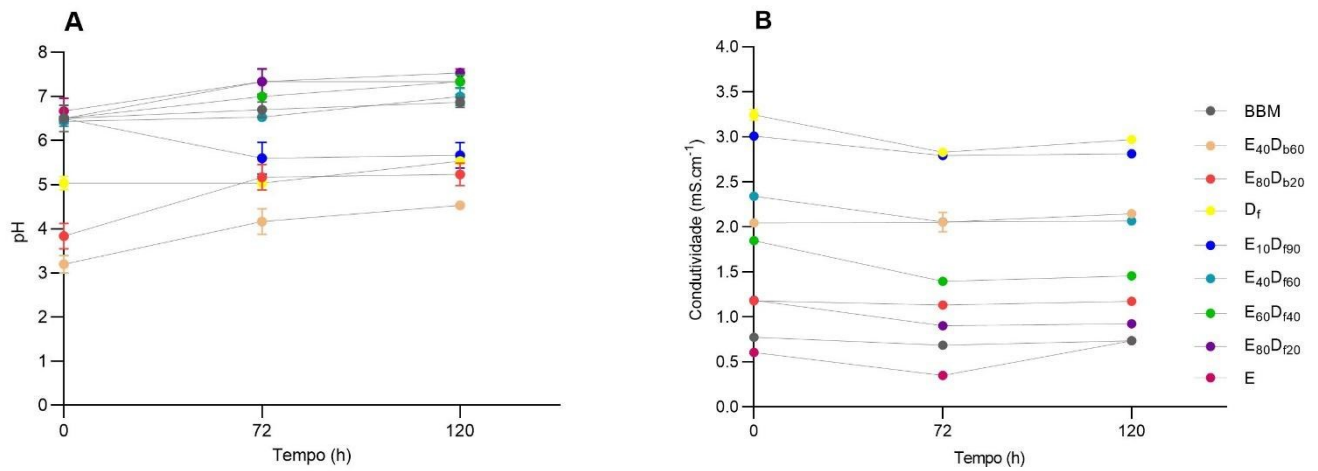 A
8
7
6
5
4
3
2
1
0
pH
0 72 120
Tempo (h)
B
4.0
3.5
3.0
2.5
2.0
1.5
1.0
0.5
0.0
Condutividade (mS.cm⁻¹)
0 72 120
Tempo (h)
BBM
E₄₀D_b₆₀
E₈₀D_b₂₀
D_f
E₁₀D_f₉₀
E₄₀D_f₆₀
E₆₀D_f₄₀
E₈₀D_f₂₀
E